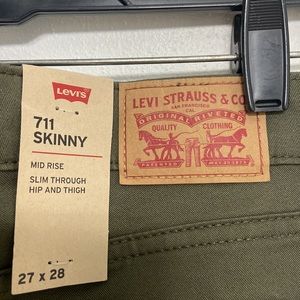 Levi's
711
SKINNY
MID RISE
SLIM THROUGH
HIP AND THIGH
27 x 28
LEVI STRAUSS & CO
SAN FRANCISCO
CAL
ORIGINAL RIVETED
QUALITY CLOTHING